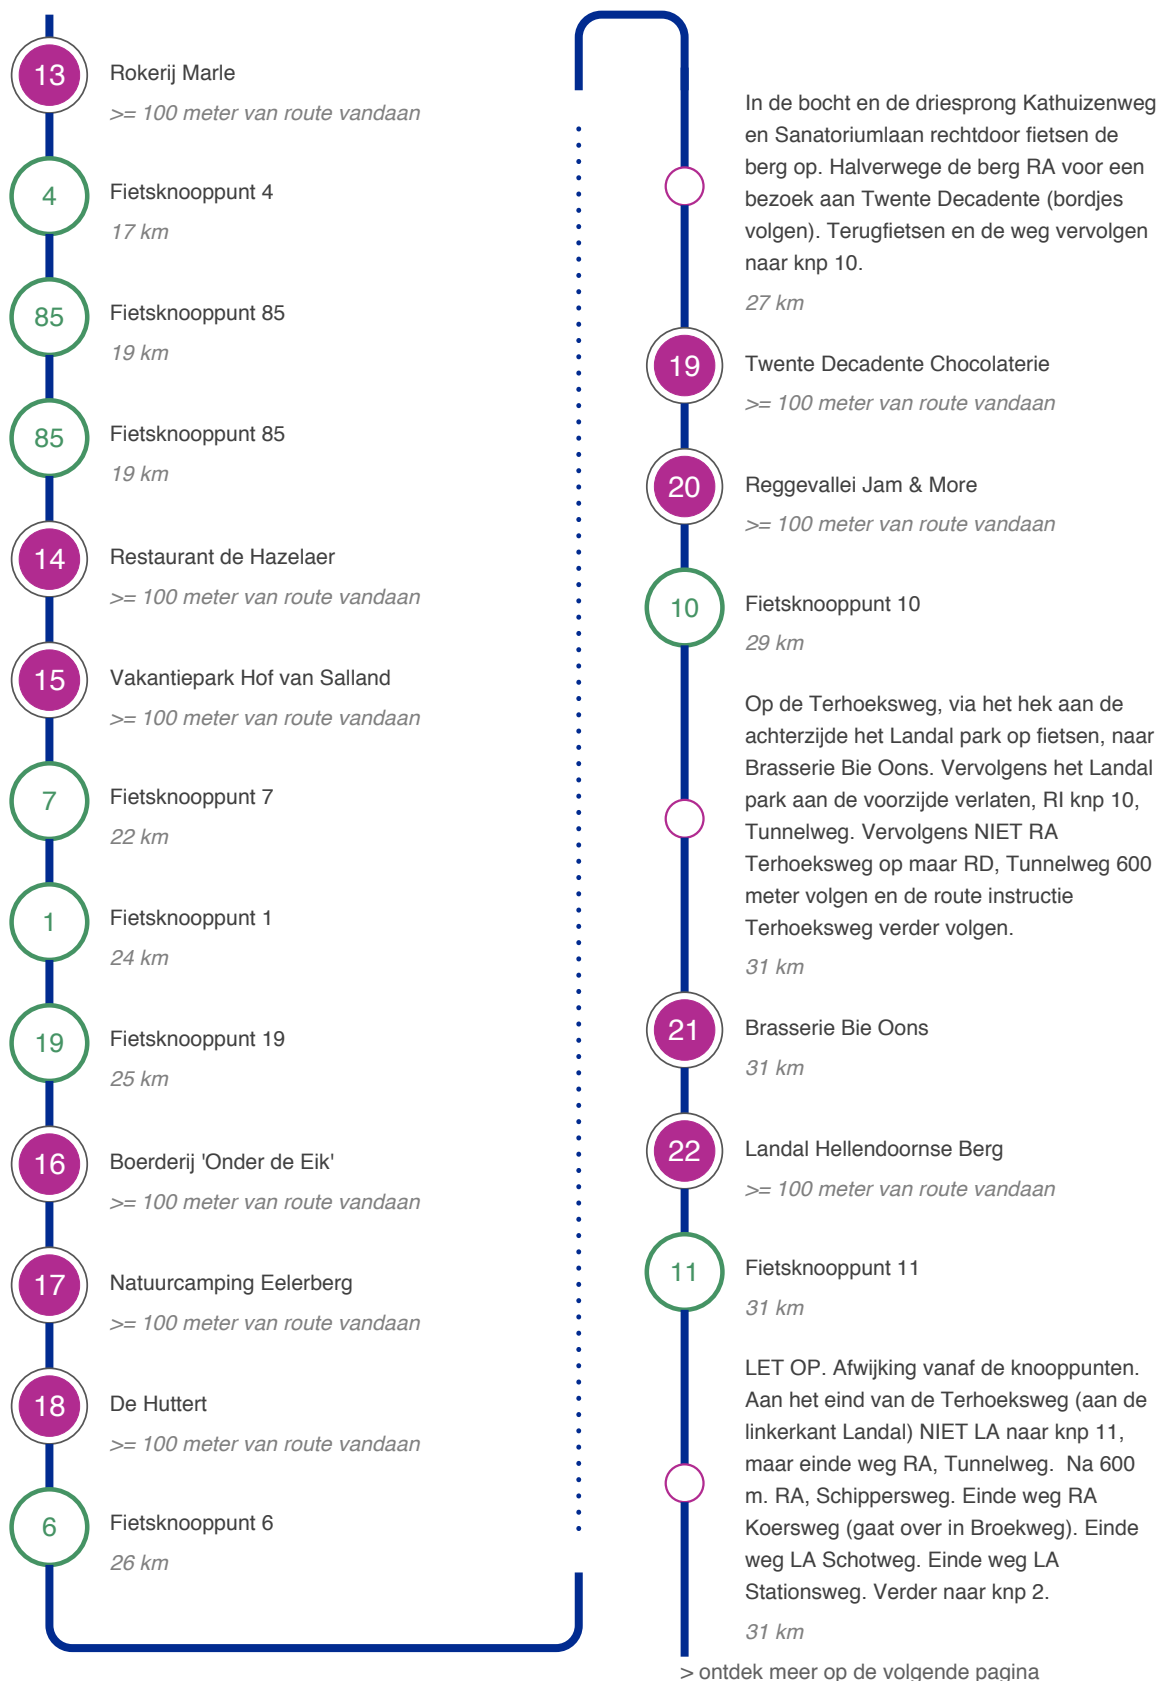 13
Rokerij Marle
>= 100 meter van route vandaan
4
Fietsknooppunt 4
17 km
85
Fietsknooppunt 85
19 km
85
Fietsknooppunt 85
19 km
14
Restaurant de Hazelaer
>= 100 meter van route vandaan
15
Vakantiepark Hof van Salland
>= 100 meter van route vandaan
7
Fietsknooppunt 7
22 km
1
Fietsknooppunt 1
24 km
19
Fietsknooppunt 19
25 km
16
Boerderij 'Onder de Eik'
>= 100 meter van route vandaan
17
Natuurcamping Eelerberg
>= 100 meter van route vandaan
18
De Huttert
>= 100 meter van route vandaan
6
Fietsknooppunt 6
26 km
In de bocht en de driesprong Kathuizenweg
en Sanatoriumlaan rechtdoor fietsen de
berg op. Halverwege de berg RA voor een
bezoek aan Twente Decadente (bordjes
volgen). Terugfietsen en de weg vervolgen
naar knp 10.
27 km
19
Twente Decadente Chocolaterie
>= 100 meter van route vandaan
20
Reggevallei Jam & More
>= 100 meter van route vandaan
10
Fietsknooppunt 10
29 km
Op de Terhoeksweg, via het hek aan de
achterzijde het Landal park op fietsen, naar
Brasserie Bie Oons. Vervolgens het Landal
park aan de voorzijde verlaten, RI knp 10,
Tunnelweg. Vervolgens NIET RA
Terhoeksweg op maar RD, Tunnelweg 600
meter volgen en de route instructie
Terhoeksweg verder volgen.
31 km
21
Brasserie Bie Oons
31 km
22
Landal Hellendoornse Berg
>= 100 meter van route vandaan
11
Fietsknooppunt 11
31 km
LET OP. Afwijking vanaf de knooppunten.
Aan het eind van de Terhoeksweg (aan de
linkerkant Landal) NIET LA naar knp 11,
maar einde weg RA, Tunnelweg.  Na 600
m. RA, Schippersweg. Einde weg RA
Koersweg (gaat over in Broekweg). Einde
weg LA Schotweg. Einde weg LA
Stationsweg. Verder naar knp 2.
31 km
> ontdek meer op de volgende pagina